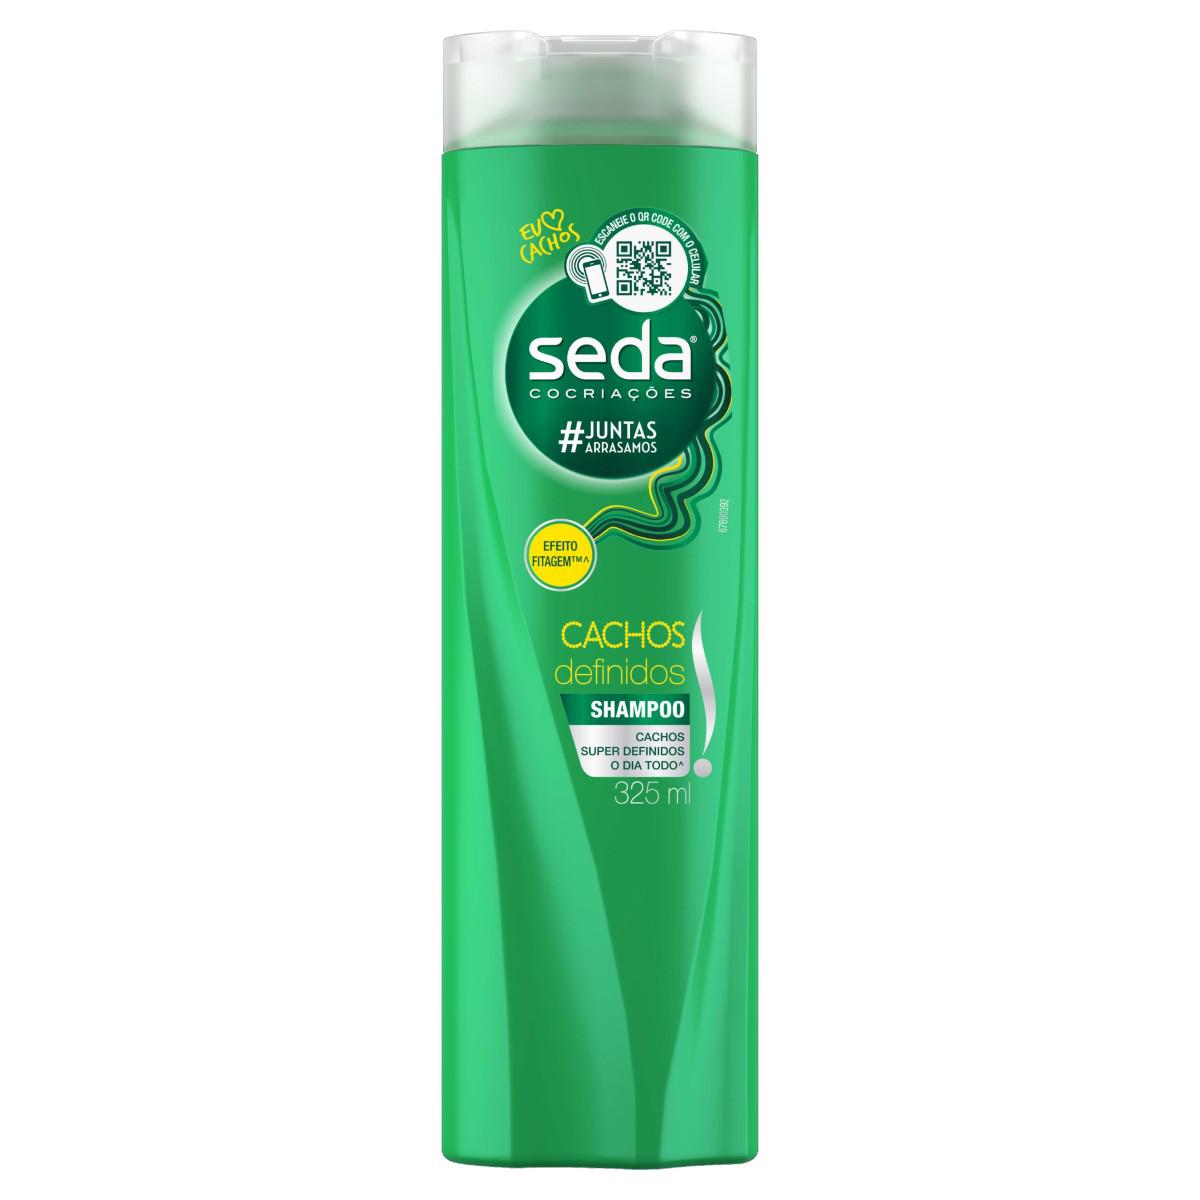 EU
CACHOS
ESCANEIE O QR CODE COM O CELULAR
seda®
COCRIAÇÕES
#JUNTAS
ARRASAMOS
67690392
EFEITO
FITAGEM™^
CACHOS
definidos
SHAMPOO
CACHOS
SUPER DEFINIDOS
O DIA TODO^
325 ml